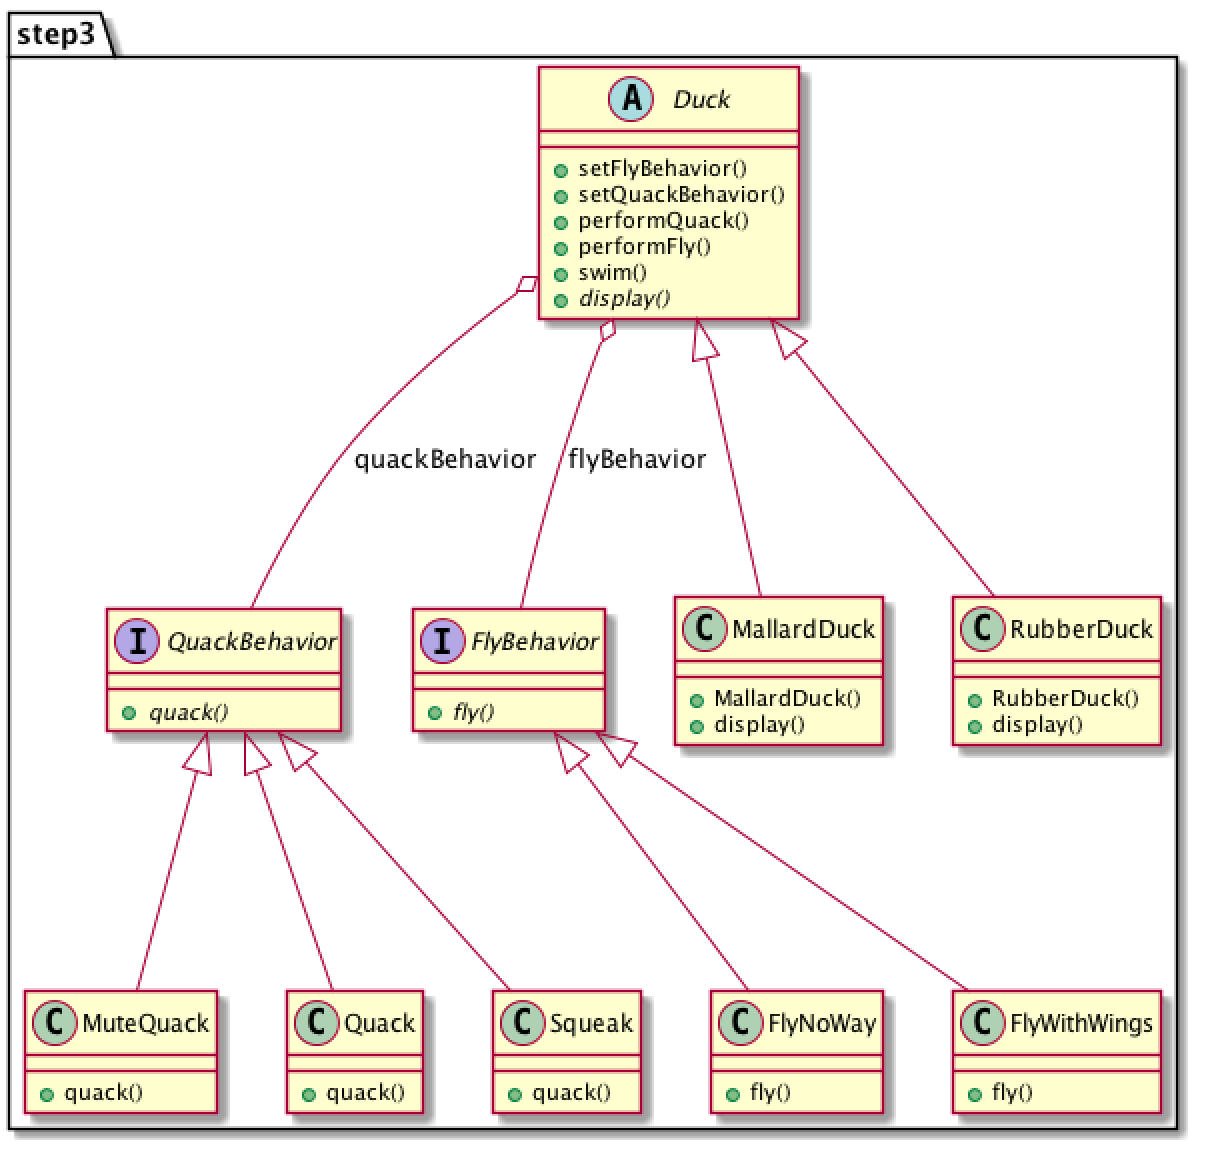 step3
A Duck
setFlyBehavior()
setQuackBehavior()
performQuack()
performFly()
swim()
display()
quackBehavior
flyBehavior
I QuackBehavior
quack()
I FlyBehavior
fly()
C MallardDuck
MallardDuck()
display()
C RubberDuck
RubberDuck()
display()
C MuteQuack
quack()
C Quack
quack()
C Squeak
quack()
C FlyNoWay
fly()
C FlyWithWings
fly()